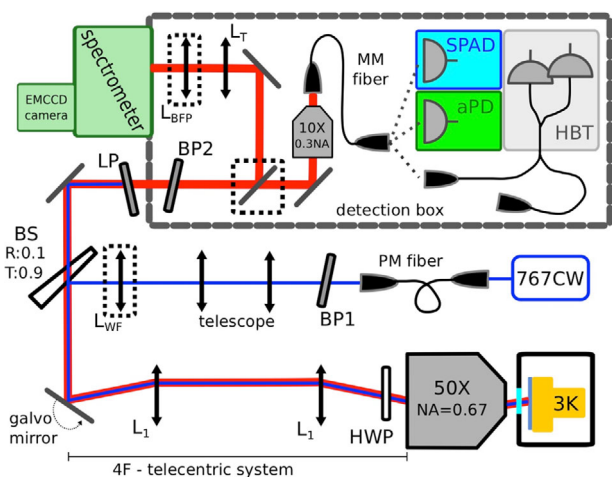 spectrometer
EMCCD
camera
L_BFP
L_T
MM
fiber
10X
0.3NA
SPAD
aPD
HBT
LP
BP2
detection box
BS
R:0.1
T:0.9
L_WF
telescope
BP1
PM fiber
767CW
galvo
mirror
L_1
L_1
HWP
50X
NA=0.67
3K
4F - telecentric system